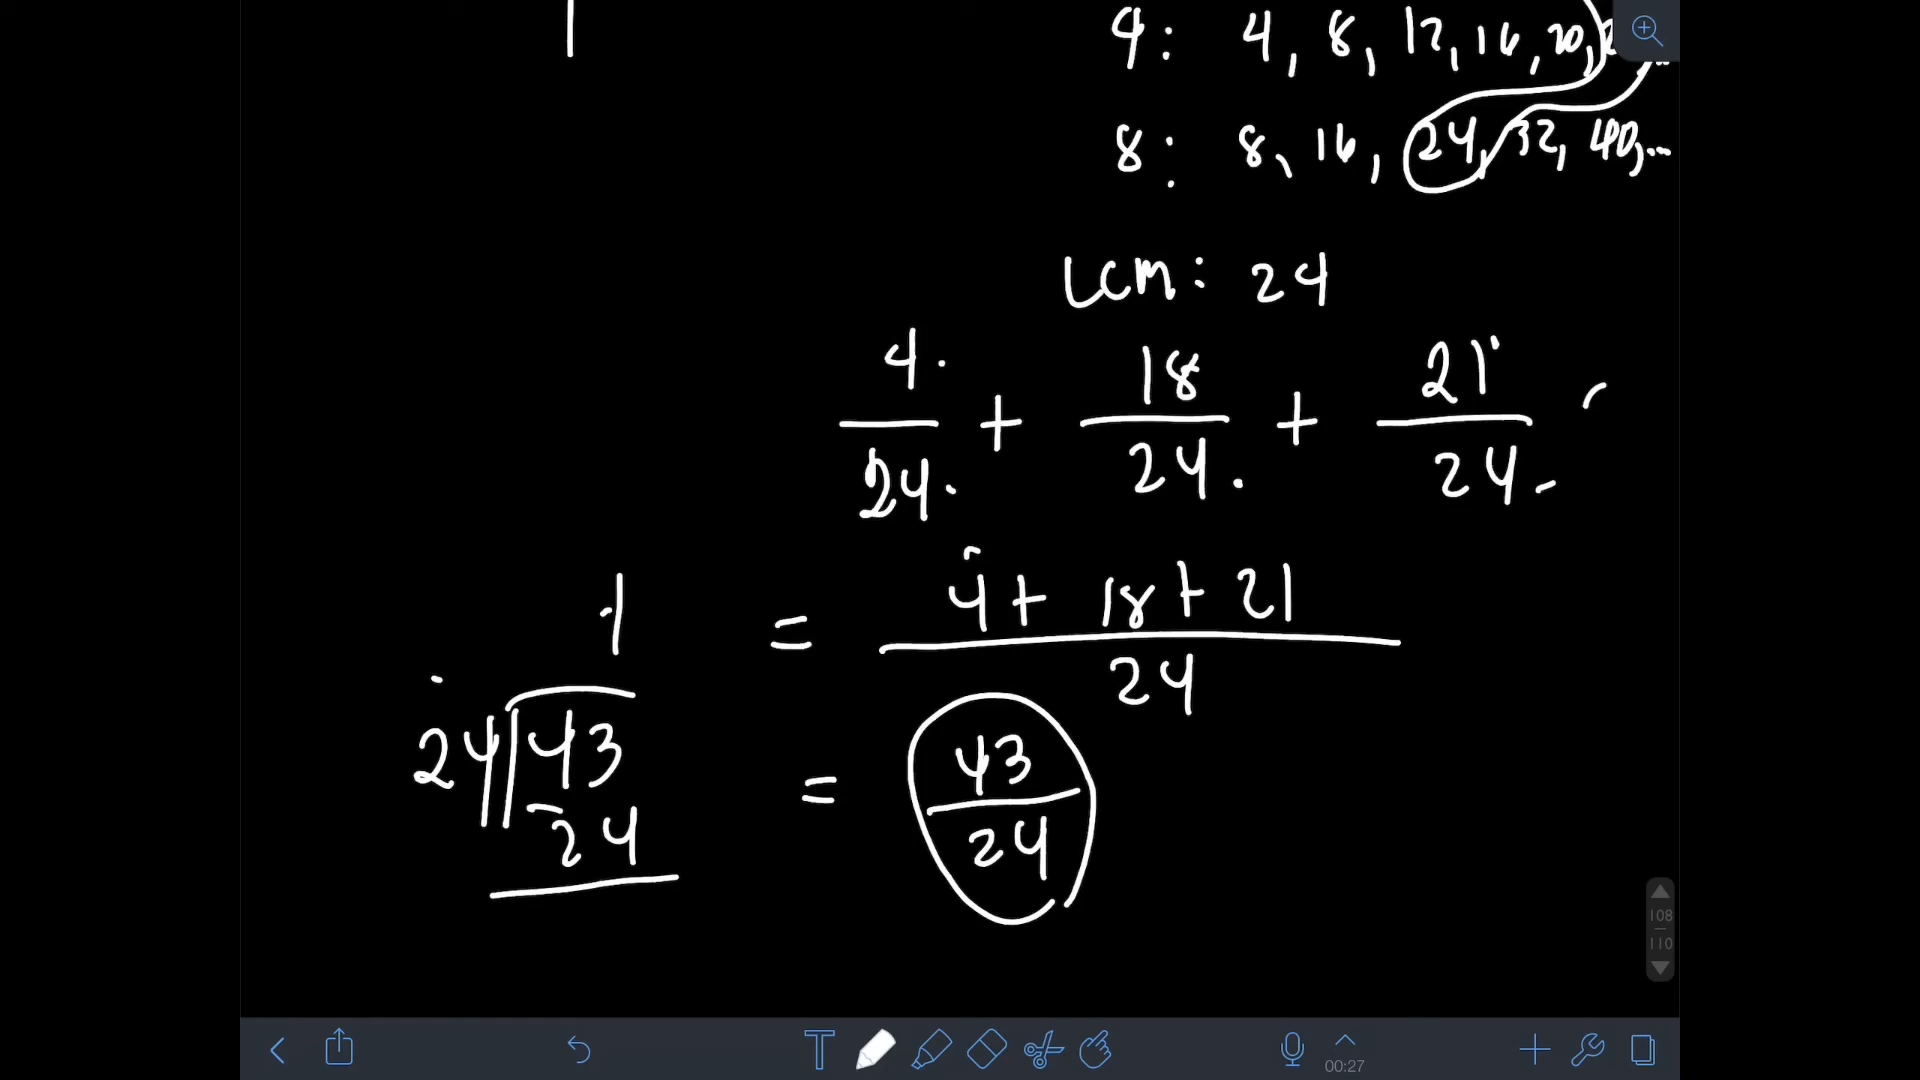 1
4: 4, 8, 12, 16, 20,
8: 8, 16, 24, 32, 40,...
LCM: 24
4/24 + 18/24 + 21/24
= 4 + 18 + 21 / 24
= 43/24
1
24 43
- 24
108
110
00:27